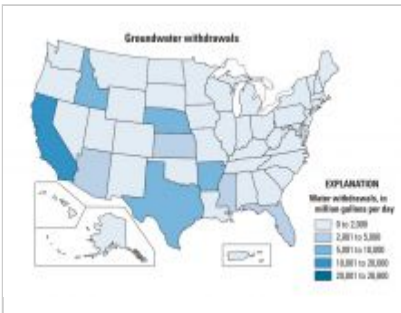 Groundwater withdrawals
EXPLANATION
Water withdrawals, in
million gallons per day
0 to 2,000
2,001 to 5,000
5,001 to 10,000
10,001 to 20,000
20,001 to 28,000